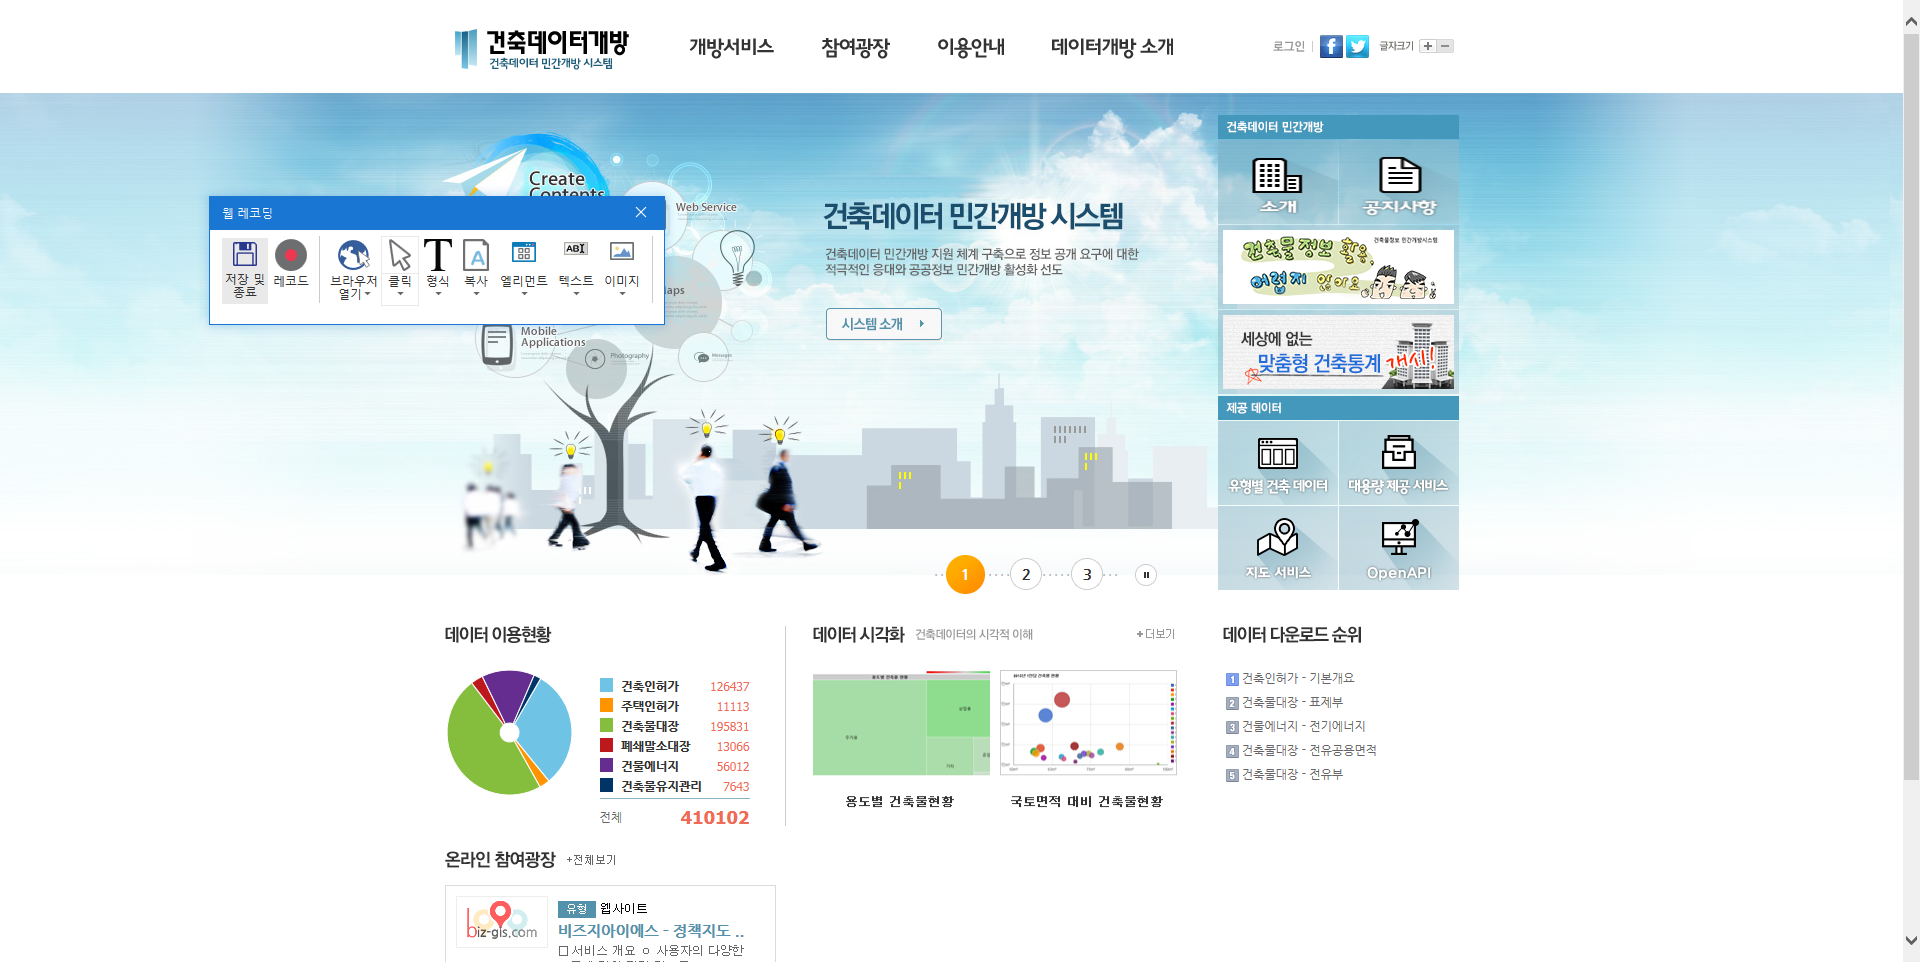 건축데이터개방
건축데이터 민간개방 시스템
개방서비스
참여광장
이용안내
데이터개방 소개
로그인
글자크기
Create
Contents
Web Service
웹 레코딩
저장 및
종료
레코드
브라우저
열기
클릭
형식
복사
엘리먼트
텍스트
이미지
Mobile
Applications
Photography
건축데이터 민간개방 시스템
건축데이터 민간개방 지원 체계 구축으로 정보 공개 요구에 대한
적극적인 응대와 공공정보 민간개방 활성화 선도
시스템 소개
1
2
3
건축데이터 민간개방
소개
공지사항
건축물정보 활용,
건축물정보 민간개방시스템
어렵지 않아요
세상에 없는
맞춤형 건축통계 개시!
제공 데이터
유형별 건축 데이터
대용량 제공 서비스
지도 서비스
OpenAPI
데이터 이용현황
건축인허가 126437
주택인허가 11113
건축물대장 195831
폐쇄말소대장 13066
건물에너지 56012
건축물유지관리 7643
전체 410102
데이터 시각화 건축데이터의 시각적 이해
+더보기
용도별 건축물현황
국토면적 대비 건축물현황
데이터 다운로드 순위
1 건축인허가 - 기본개요
2 건축물대장 - 표제부
3 건물에너지 - 전기에너지
4 건축물대장 - 전유공용면적
5 건축물대장 - 전유부
온라인 참여광장 +전체보기
biz-gis.com
유형 웹사이트
비즈지아이에스 - 정책지도 ..
□ 서비스 개요 ㅇ 사용자의 다양한